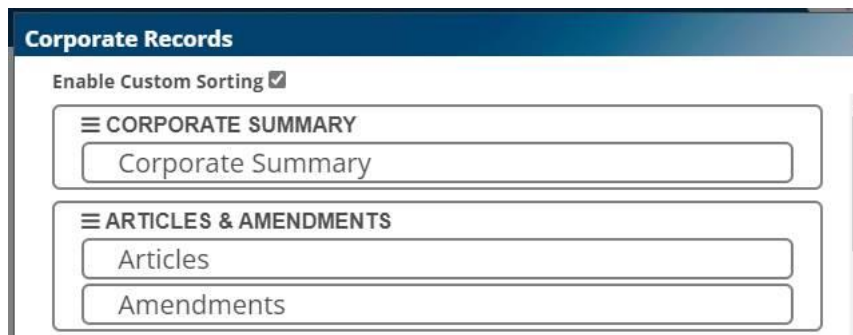 Corporate Records
Enable Custom Sorting
CORPORATE SUMMARY
Corporate Summary
ARTICLES & AMENDMENTS
Articles
Amendments